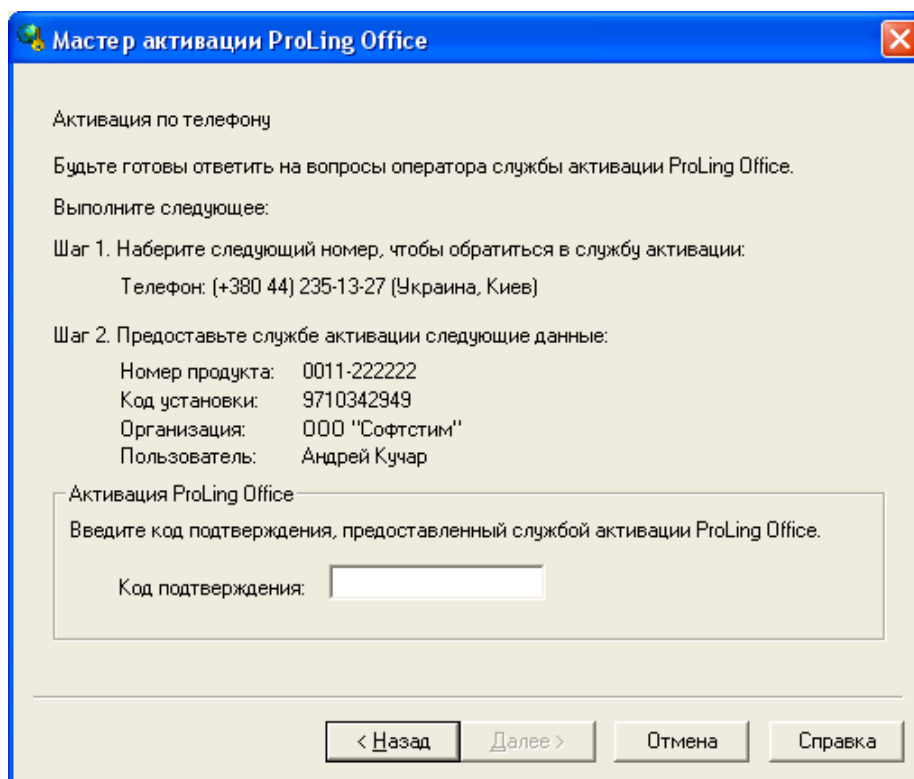 Мастер активации ProLing Office
Активация по телефону
Будьте готовы ответить на вопросы оператора службы активации ProLing Office.
Выполните следующее:
Шаг 1. Наберите следующий номер, чтобы обратиться в службу активации:
Телефон: (+380 44) 235-13-27 (Украина, Киев)
Шаг 2. Предоставьте службе активации следующие данные:
Номер продукта: 0011-222222
Код установки: 9710342949
Организация: ООО "Софтстим"
Пользователь: Андрей Кучар
Активация ProLing Office
Введите код подтверждения, предоставленный службой активации ProLing Office.
Код подтверждения:
< Назад Далее > Отмена Справка